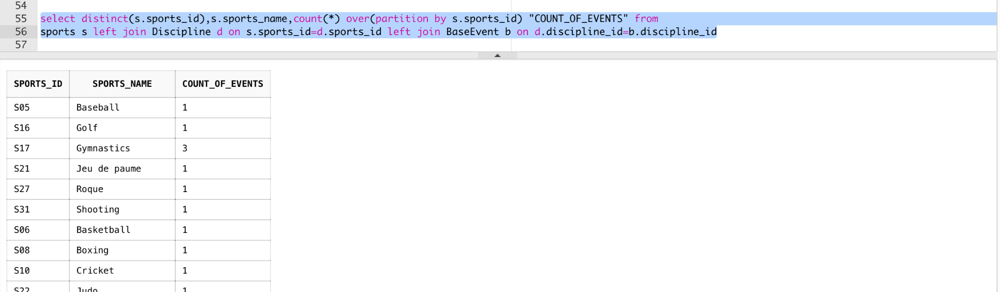 54
55 select distinct(s.sports_id),s.sports_name,count(*) over(partition by s.sports_id) "COUNT_OF_EVENTS" from
56 sports s left join Discipline d on s.sports_id=d.sports_id left join BaseEvent b on d.discipline_id=b.discipline_id
57
SPORTS_ID SPORTS_NAME COUNT_OF_EVENTS
S05 Baseball 1
S16 Golf 1
S17 Gymnastics 3
S21 Jeu de paume 1
S27 Roque 1
S31 Shooting 1
S06 Basketball 1
S08 Boxing 1
S10 Cricket 1
S22 Judo 1